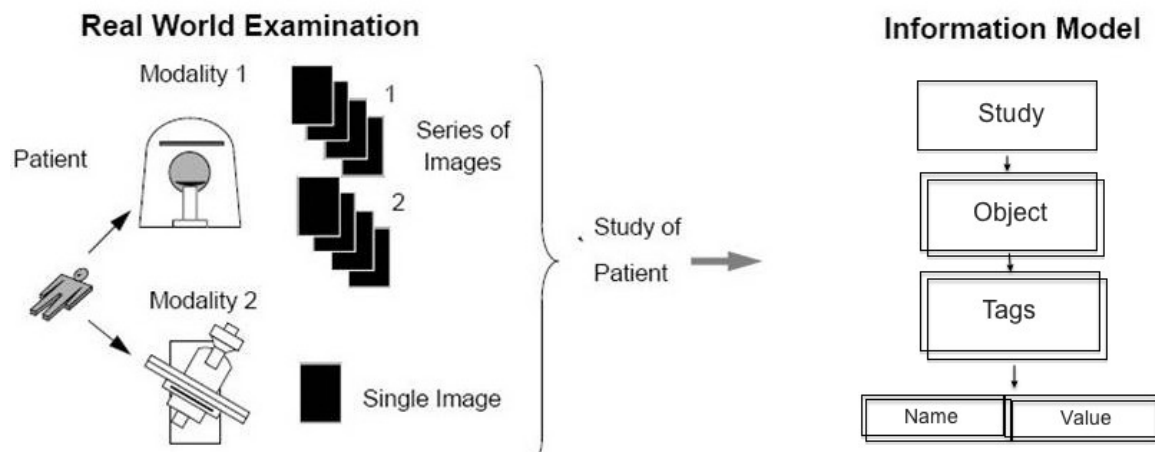 Real World Examination
Modality 1
Patient
1
Series of
Images
2
Modality 2
Single Image
Study of
Patient
Information Model
Study
Object
Tags
Name
Value